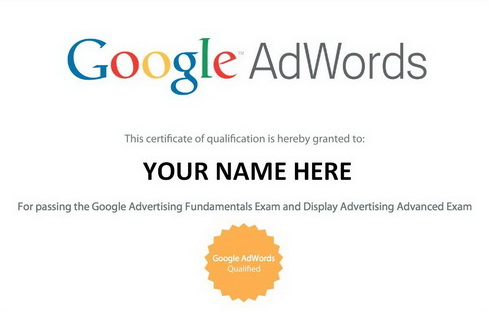 Google™ AdWords
This certificate of qualification is hereby granted to:
YOUR NAME HERE
For passing the Google Advertising Fundamentals Exam and Display Advertising Advanced Exam
Google AdWords
Qualified